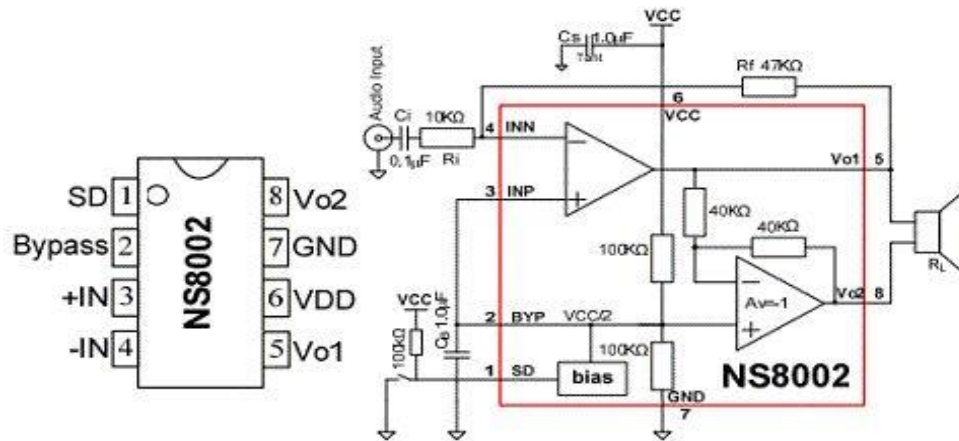 SD 1
Bypass 2
+IN 3
-IN 4
NS8002
8 Vo2
7 GND
6 VDD
5 Vo1
VCC
Cs 1.0µF
Tant
Rf 47KΩ
Audio Input
Ci
0.1µF
10KΩ
Ri
4 INN
6
VCC
Vo1 5
3 INP
40KΩ
40KΩ
100KΩ
RL
Av=-1
Vo2 8
VCC
CB 1.0µF
100kΩ
2 BYP
VCC/2
1 SD
bias
100KΩ
NS8002
GND
7